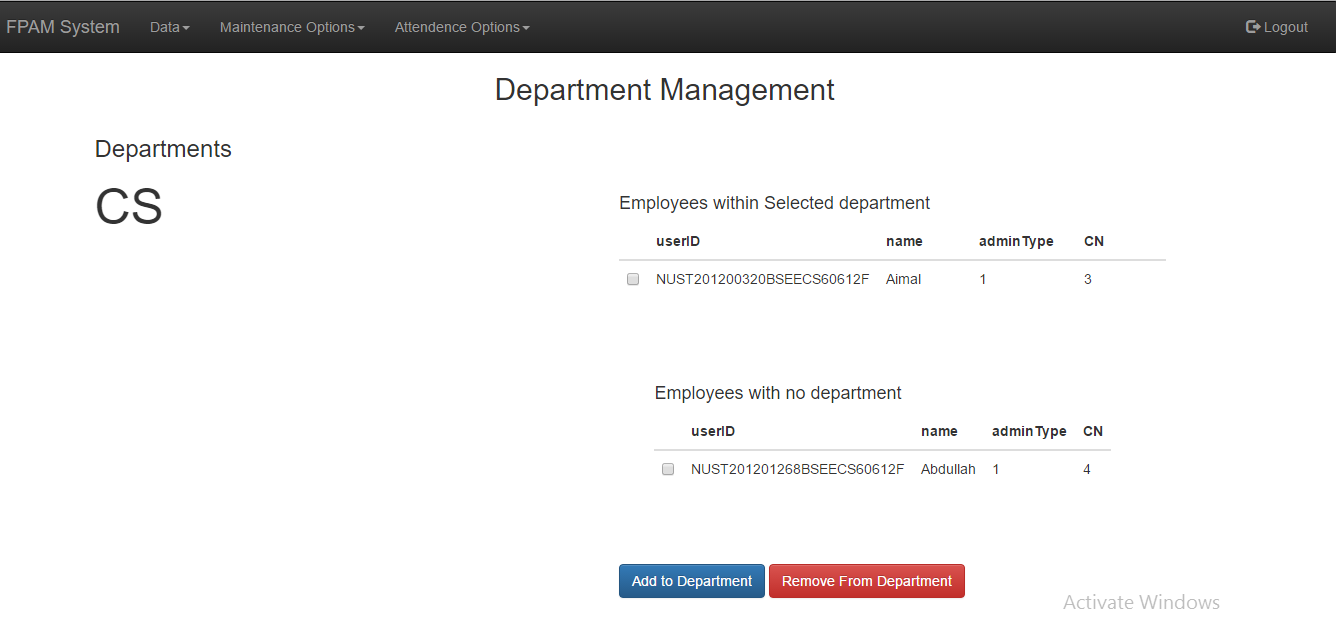 FPAM System Data Maintenance Options Attendence Options Logout
Department Management
Departments
CS
Employees within Selected department
userID name adminType CN
NUST201200320BSEECS60612F Aimal 1 3
Employees with no department
userID name adminType CN
NUST201201268BSEECS60612F Abdullah 1 4
Add to Department Remove From Department
Activate Windows